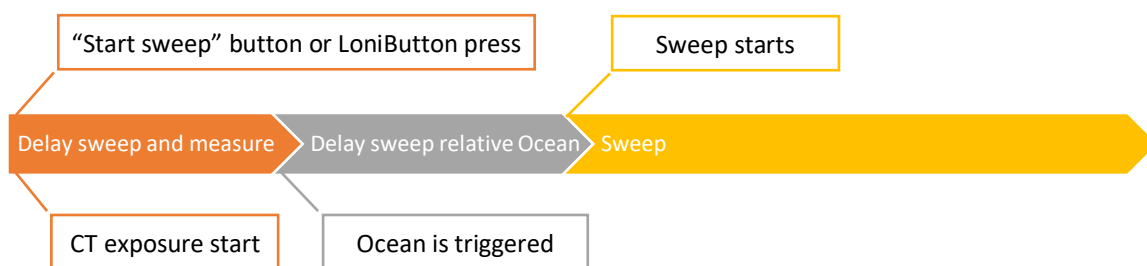 “Start sweep” button or LoniButton press
Sweep starts
Delay sweep and measure
Delay sweep relative Ocean
Sweep
CT exposure start
Ocean is triggered